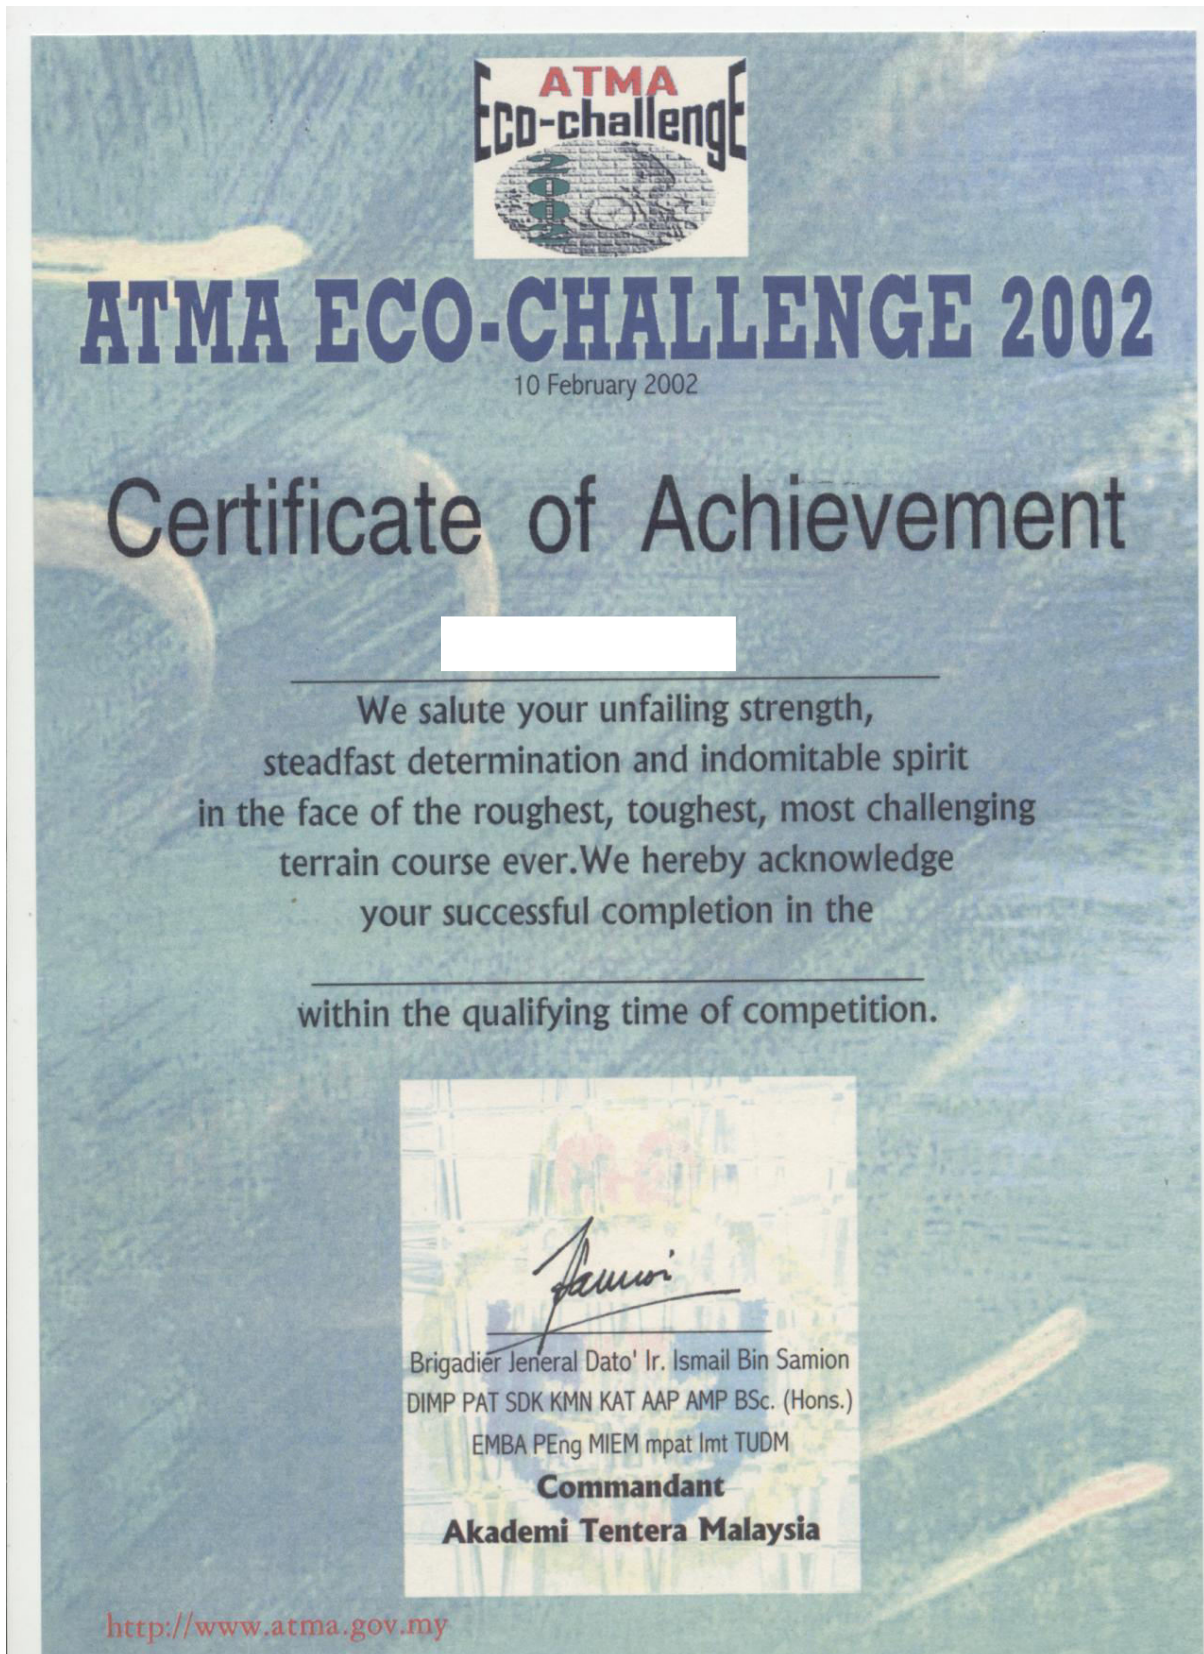 ATMA
Eco-challengE
2002
ATMA ECO-CHALLENGE 2002
10 February 2002
Certificate of Achievement
We salute your unfailing strength,
steadfast determination and indomitable spirit
in the face of the roughest, toughest, most challenging
terrain course ever.We hereby acknowledge
your successful completion in the
within the qualifying time of competition.
Brigadier Jeneral Dato' Ir. Ismail Bin Samion
DIMP PAT SDK KMN KAT AAP AMP BSc. (Hons.)
EMBA PEng MIEM mpat lmt TUDM
Commandant
Akademi Tentera Malaysia
http://www.atma.gov.my